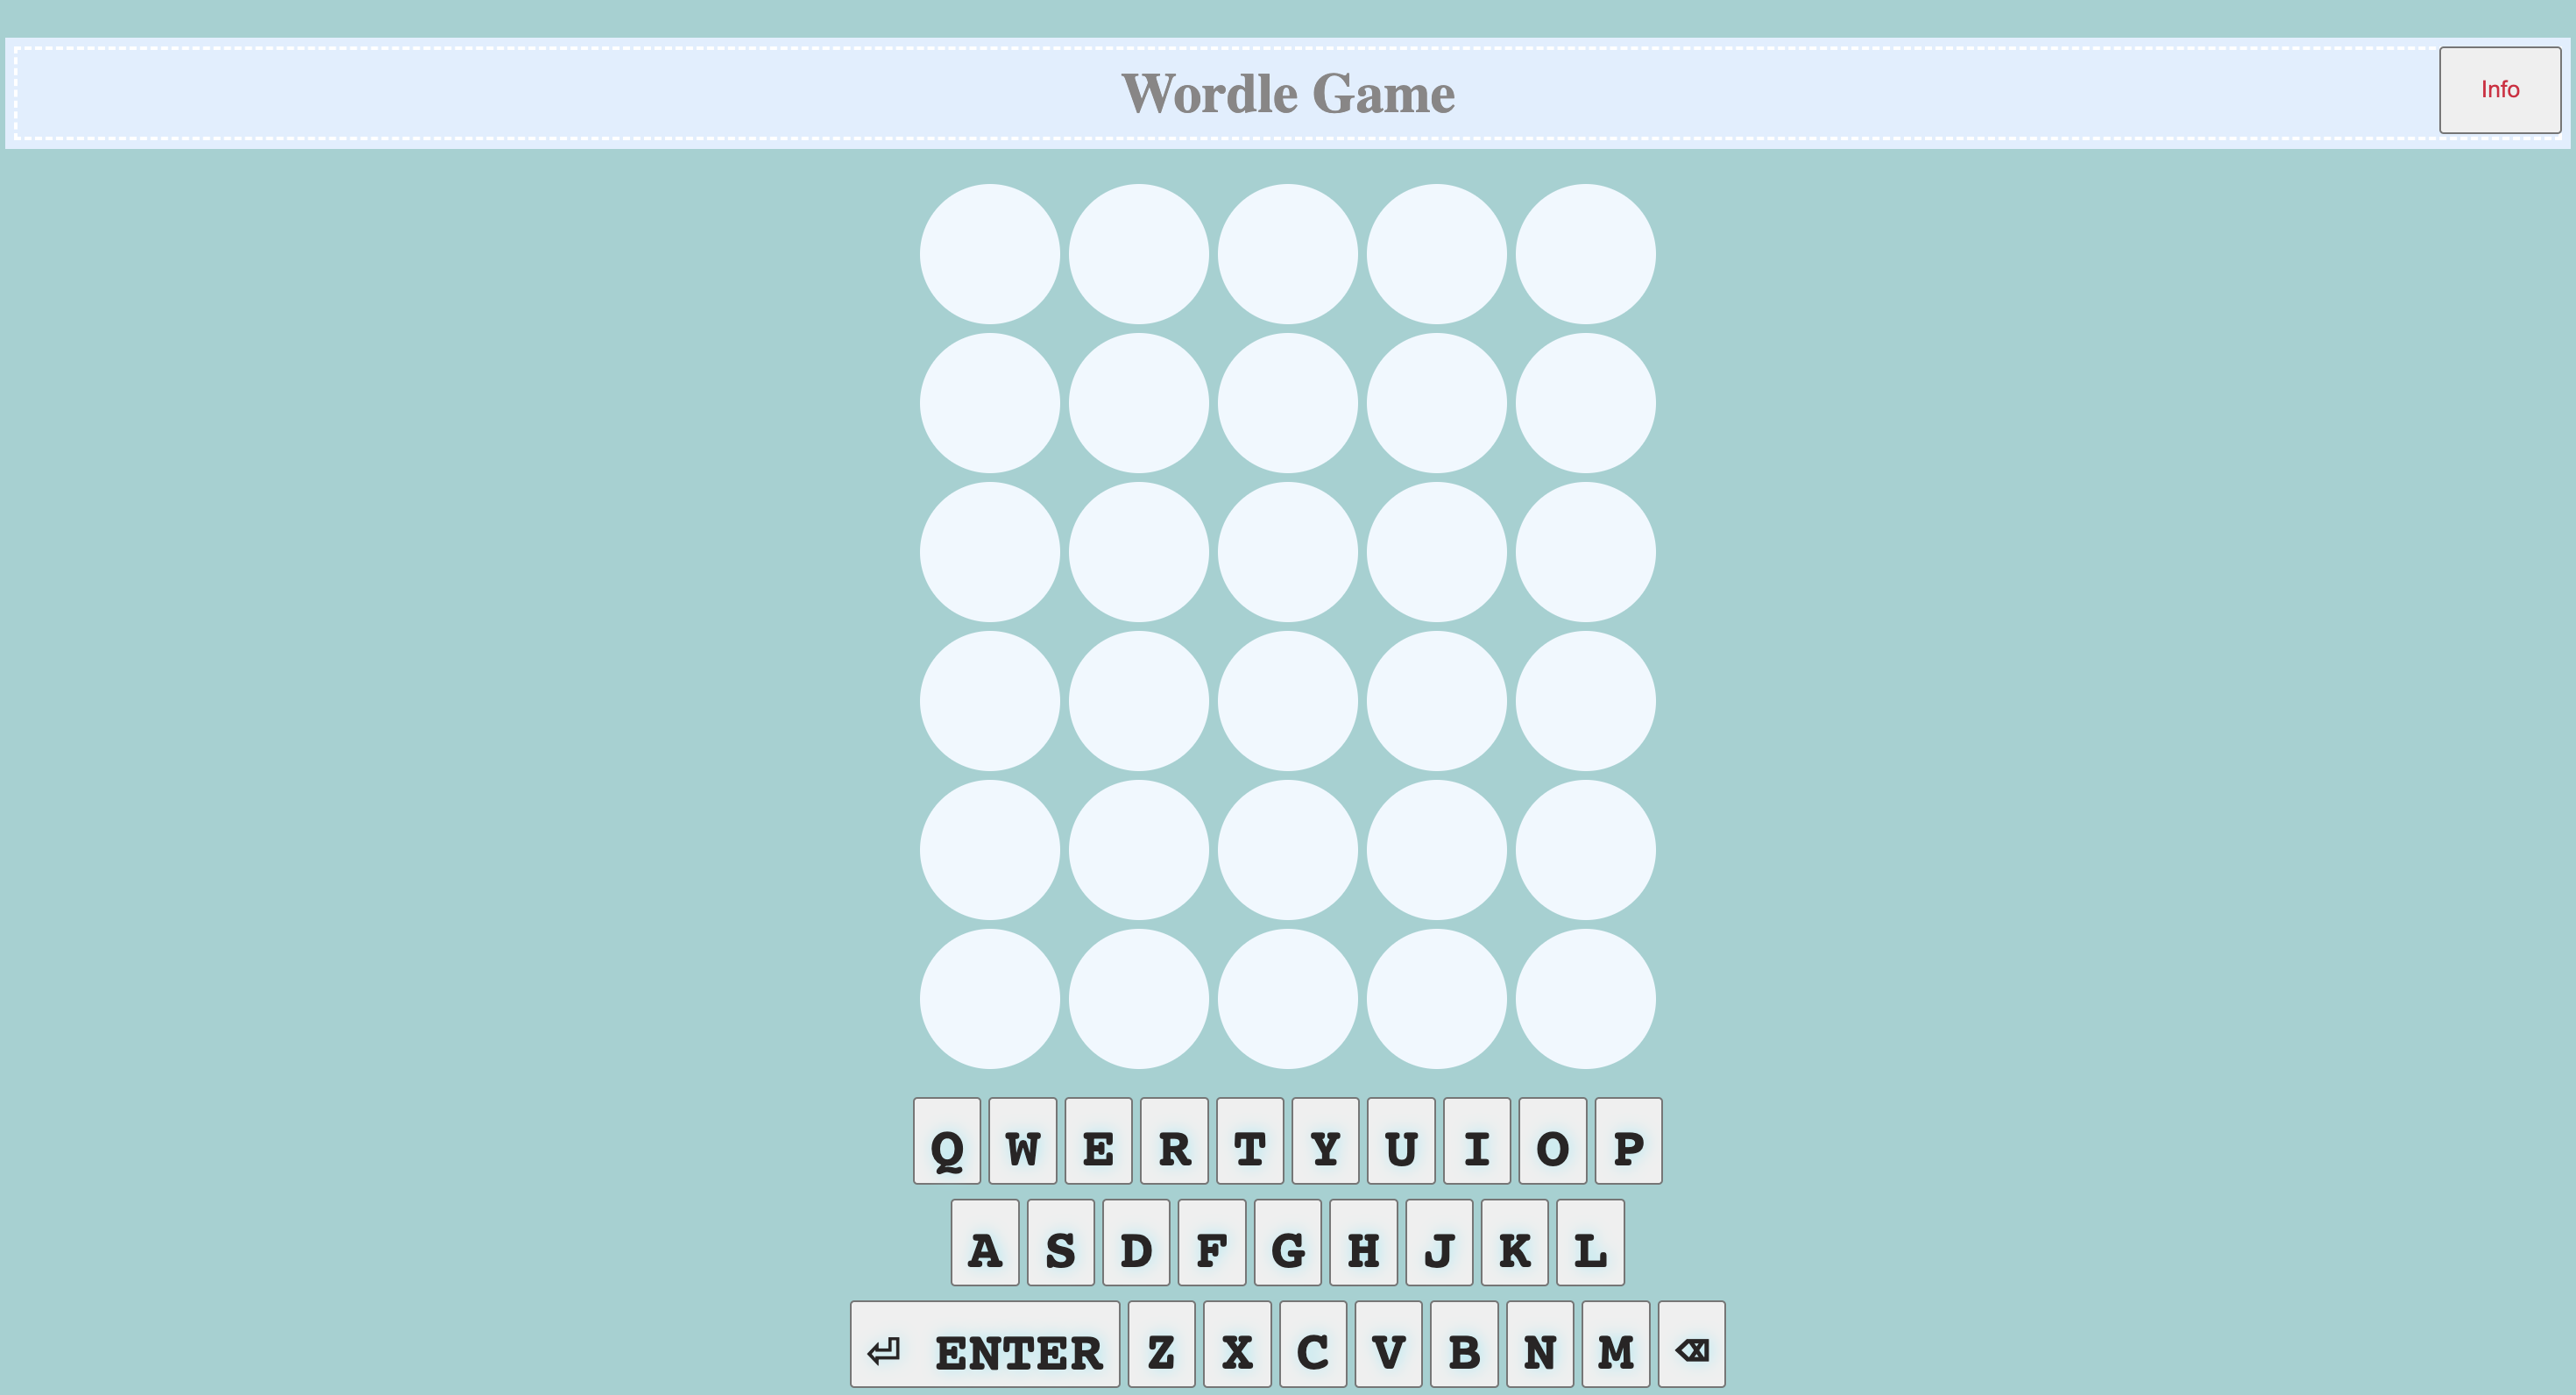 Wordle Game
Info
Q W E R T Y U I O P
A S D F G H J K L
⏎ ENTER Z X C V B N M ⌫